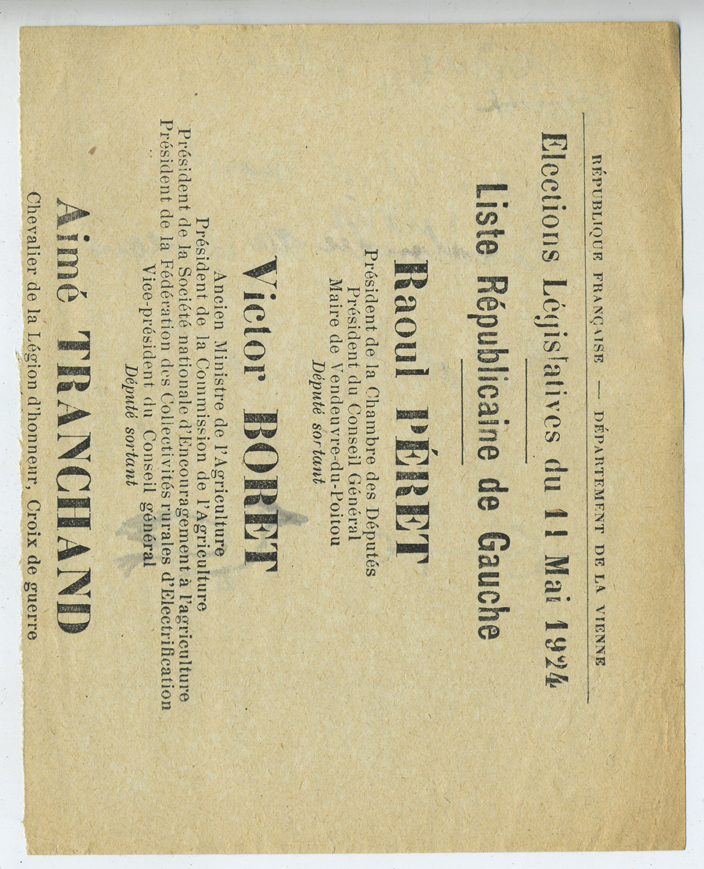 RÉPUBLIQUE FRANÇAISE — DÉPARTEMENT DE LA VIENNE
Elections Législatives du 11 Mai 1924
Liste Républicaine de Gauche
Raoul PÉRET
Président de la Chambre des Députés
Président du Conseil Général
Maire de Vendeuvre-du-Poitou
Député sortant
Victor BORET
Ancien Ministre de l'Agriculture
Président de la Commission de l'Agriculture
Président de la Société nationale d'Encouragement à l'agriculture
Président de la Fédération des Collectivités rurales d'Electrification
Vice-président du Conseil général
Député sortant
Aimé TRANCHAND
Chevalier de la Légion d'honneur, Croix de guerre